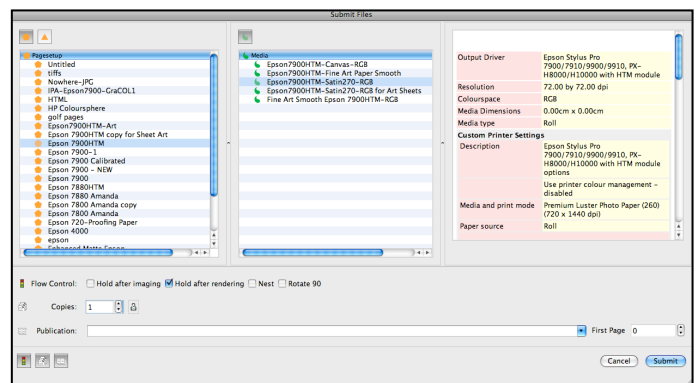 Submit Files
Pagesetup
Untitled
tiffs
Nowhere-JPG
IPA-Epson7900-GraCOL1
HTML
HP Coloursphere
golf pages
Epson7900HTM-Art
Epson 7900HTM copy for Sheet Art
Epson 7900HTM
Epson 7900-1
Epson 7900 Calibrated
Epson 7900 - NEW
Epson 7900
Epson 7880HTM
Epson 7880 Amanda
Epson 7800 Amanda copy
Epson 7800 Amanda
Epson 720-Proofing Paper
Epson 4000
epson
Enhanced Matte Epson
Media
Epson7900HTM-Canvas-RGB
Epson7900HTM-Fine Art Paper Smooth
Epson7900HTM-Satin270-RGB
Epson7900HTM-Satin270-RGB for Art Sheets
Fine Art Smooth Epson 7900HTM-RGB
Output Driver Epson Stylus Pro
7900/7910/9900/9910, PX-
H8000/H10000 with HTM module
Resolution 72.00 by 72.00 dpi
Colourspace RGB
Media Dimensions 0.00cm x 0.00cm
Media type Roll
Custom Printer Settings
Description Epson Stylus Pro
7900/7910/9900/9910, PX-
H8000/H10000 with HTM module
options
Use printer colour management -
disabled
Media and print mode Premium Luster Photo Paper (260)
(720 x 1440 dpi)
Paper source Roll
Flow Control: Hold after imaging Hold after rendering Nest Rotate 90
Copies: 1
Publication: First Page 0
Cancel Submit